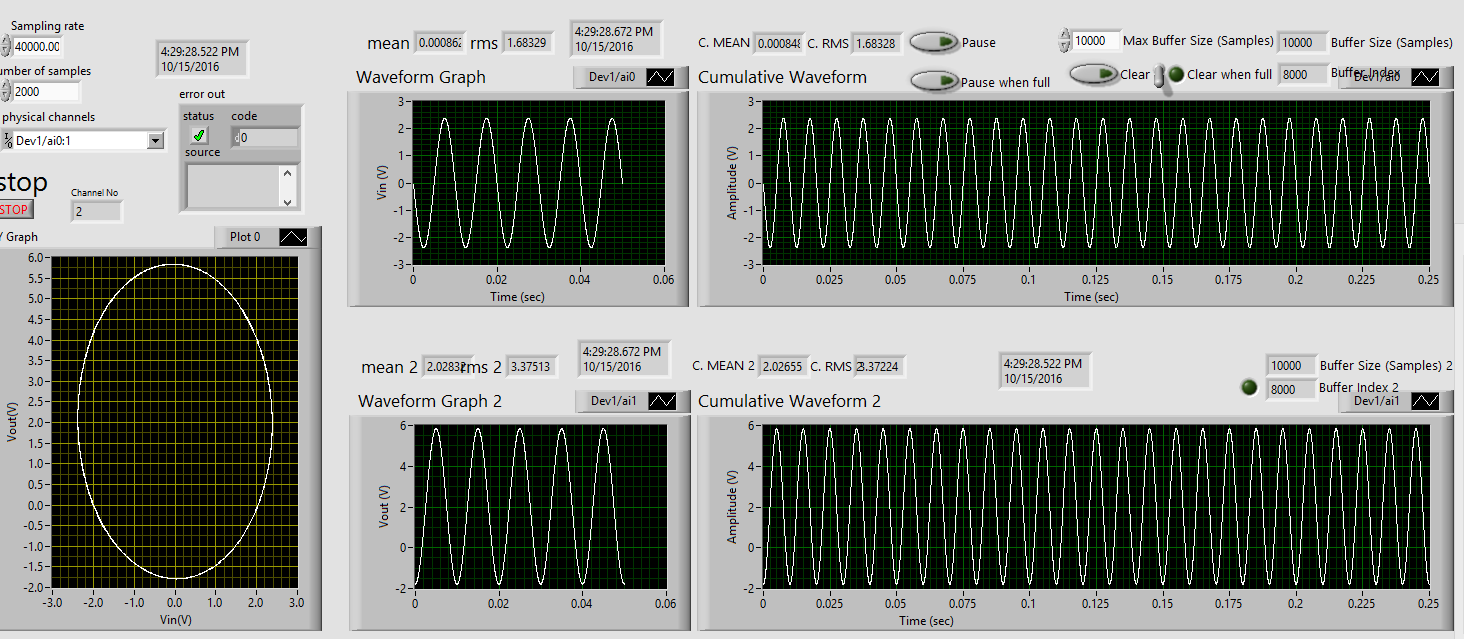 Sampling rate
40000.00
umber of samples
2000
physical channels
Dev1/ai0:1
stop
STOP
Channel No
2
4:29:28.522 PM
10/15/2016
error out
status code
0
source
Y Graph
Plot 0
6.0
5.5
5.0
4.5
4.0
3.5
3.0
2.5
2.0
1.5
1.0
0.5
0.0
-0.5
-1.0
-1.5
-2.0
Vout(V)
-3.0 -2.0 -1.0 0.0 1.0 2.0 3.0
Vin(V)
mean 0.000862 rms 1.68329
4:29:28.672 PM
10/15/2016
Waveform Graph
Dev1/ai0
3
2
1
0
-1
-2
-3
Vin (V)
0 0.02 0.04 0.06
Time (sec)
C. MEAN 0.000848 C. RMS 1.68328
Pause
Pause when full
10000 Max Buffer Size (Samples)
10000 Buffer Size (Samples)
Clear
Clear when full
8000 Buffer Index
Cumulative Waveform
Dev1/ai0
3
2
1
0
-1
-2
-3
Amplitude (V)
0 0.025 0.05 0.075 0.1 0.125 0.15 0.175 0.2 0.225 0.25
Time (sec)
mean 2 2.02832 rms 2 3.37513
4:29:28.672 PM
10/15/2016
Waveform Graph 2
Dev1/ai1
6
4
2
0
-2
Vout (V)
0 0.02 0.04 0.06
C. MEAN 2 2.02655 C. RMS 2 3.37224
4:29:28.522 PM
10/15/2016
10000 Buffer Size (Samples) 2
8000 Buffer Index 2
Cumulative Waveform 2
Dev1/ai1
6
4
2
0
-2
Amplitude (V)
0 0.025 0.05 0.075 0.1 0.125 0.15 0.175 0.2 0.225 0.25
Time (sec)